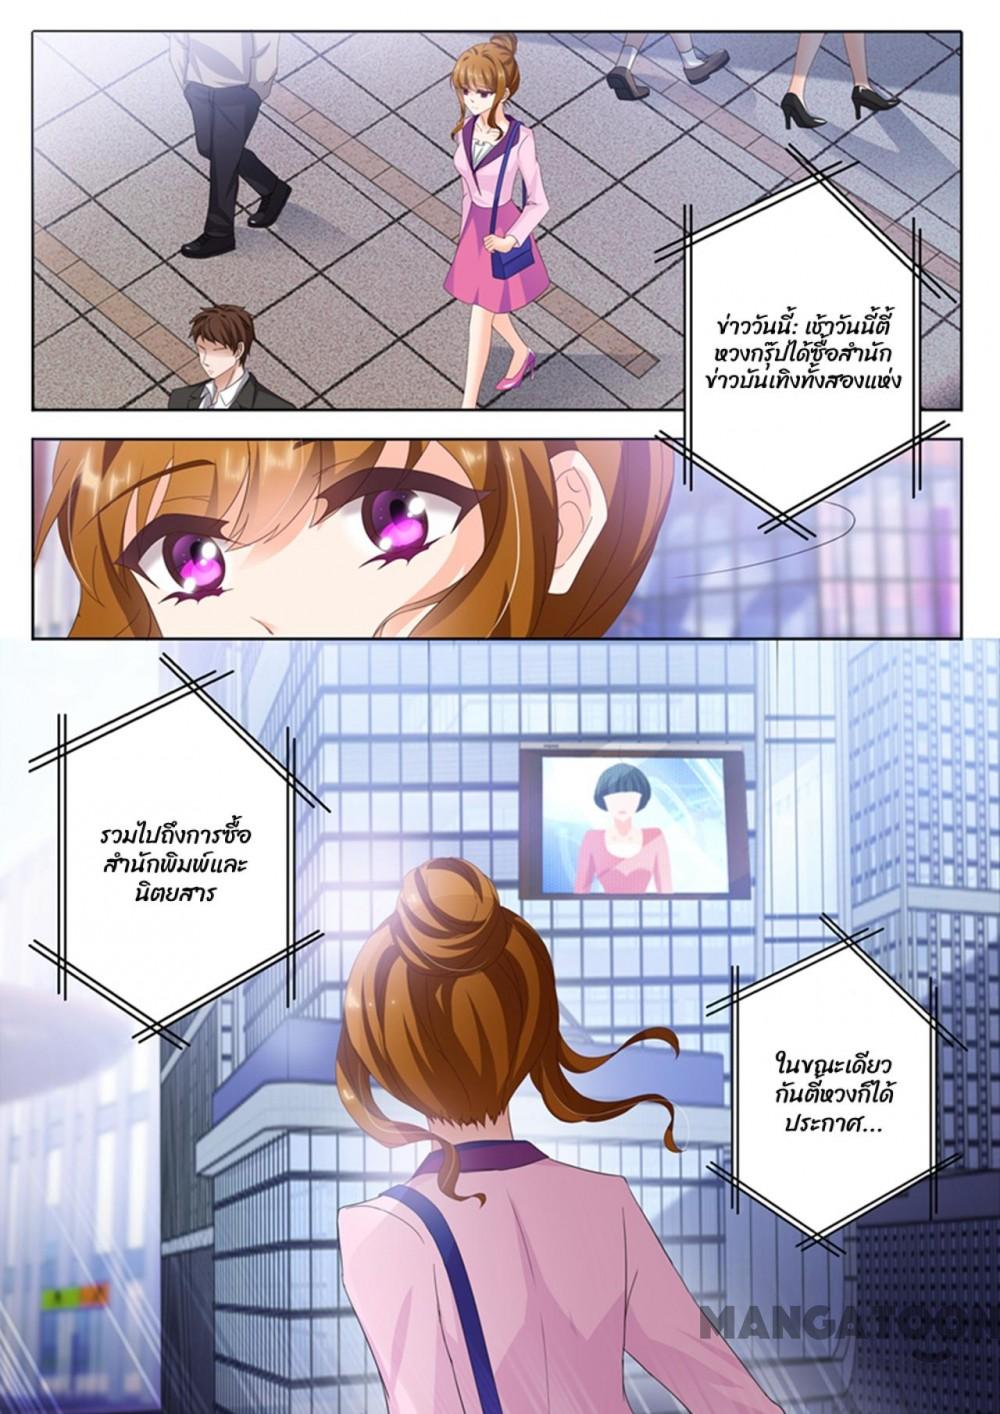 ข่าววันนี้: เช้าวันนี้ตี้
หวงกรุ๊ปได้ซื้อสำนัก
ข่าวบันเทิงทั้งสองแห่ง
รวมไปถึงการซื้อ
สำนักพิมพ์และ
นิตยสาร
ในขณะเดียว
กันตี้หวงก็ได้
ประกาศ...
MANGATOON